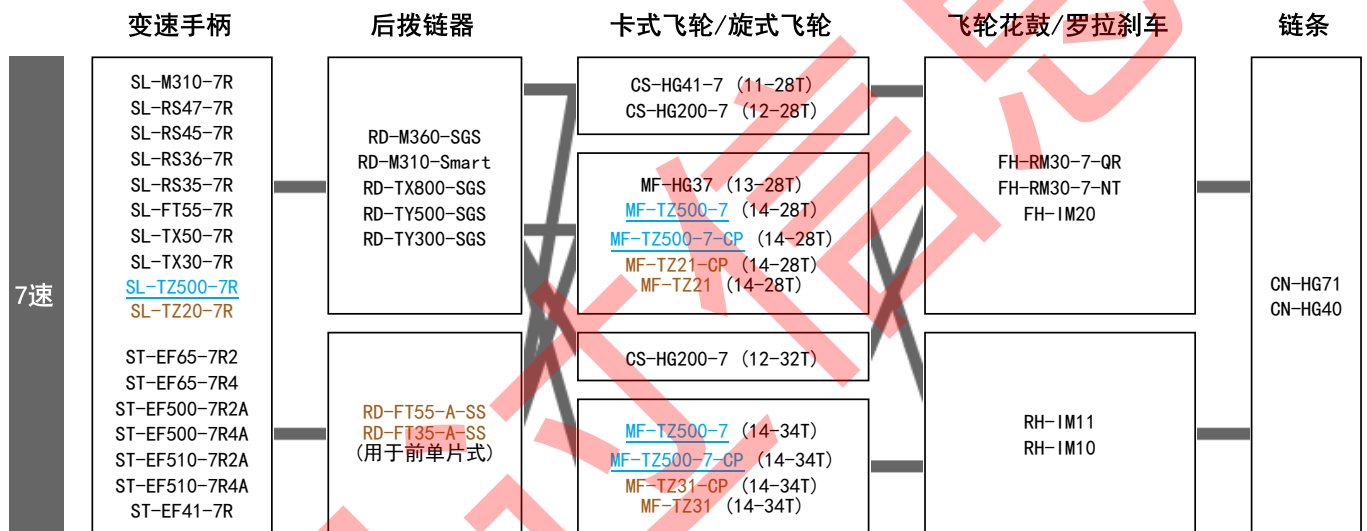 变速手柄
后拨链器
卡式飞轮/旋式飞轮
飞轮花鼓/罗拉刹车
链条
7速
SL-M310-7R
SL-RS47-7R
SL-RS45-7R
SL-RS36-7R
SL-RS35-7R
SL-FT55-7R
SL-TX50-7R
SL-TX30-7R
SL-TZ500-7R
SL-TZ20-7R
ST-EF65-7R2
ST-EF65-7R4
ST-EF500-7R2A
ST-EF500-7R4A
ST-EF510-7R2A
ST-EF510-7R4A
ST-EF41-7R
RD-M360-SGS
RD-M310-Smart
RD-TX800-SGS
RD-TY500-SGS
RD-TY300-SGS
RD-FT55-A-SS
RD-FT35-A-SS
(用于前单片式)
CS-HG41-7 (11-28T)
CS-HG200-7 (12-28T)
MF-HG37 (13-28T)
MF-TZ500-7 (14-28T)
MF-TZ500-7-CP (14-28T)
MF-TZ21-CP (14-28T)
MF-TZ21 (14-28T)
CS-HG200-7 (12-32T)
MF-TZ500-7 (14-34T)
MF-TZ500-7-CP (14-34T)
MF-TZ31-CP (14-34T)
MF-TZ31 (14-34T)
FH-RM30-7-QR
FH-RM30-7-NT
FH-IM20
RH-IM11
RH-IM10
CN-HG71
CN-HG40